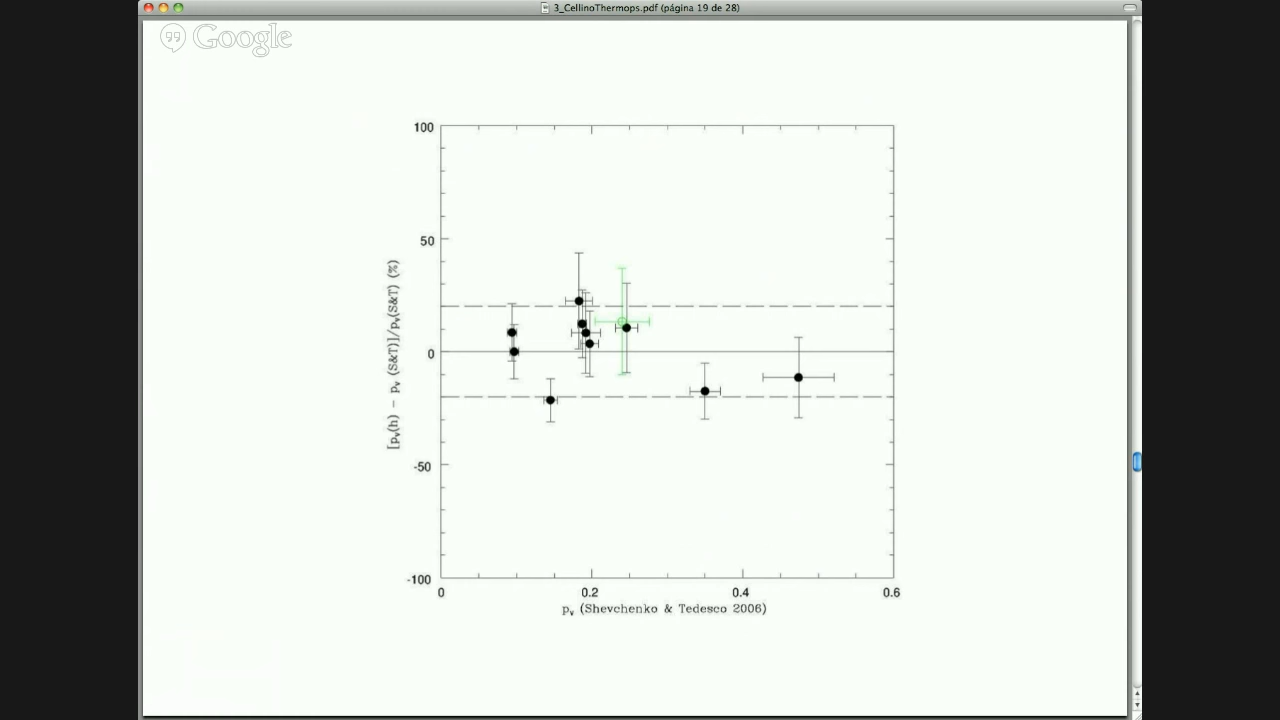 3_CellinoThermops.pdf (página 19 de 28)
Google
100
50
0
-50
-100
[pv(h) − pv (S&T)]/pv(S&T) (%)
0
0.2
0.4
0.6
pv (Shevchenko & Tedesco 2006)